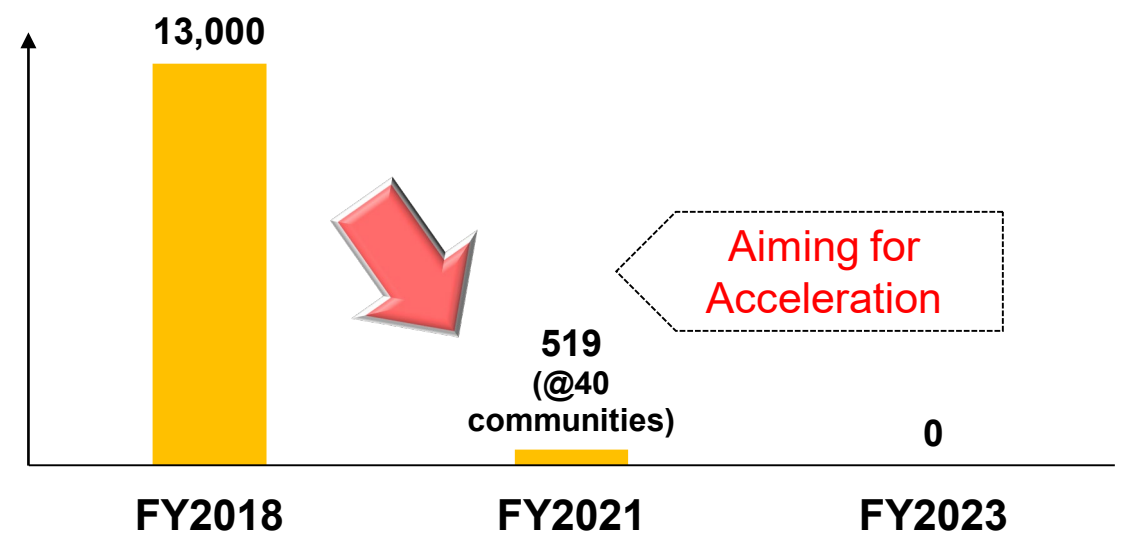 13,000
Aiming for
Acceleration
519
(@40
communities)
0
FY2018
FY2021
FY2023